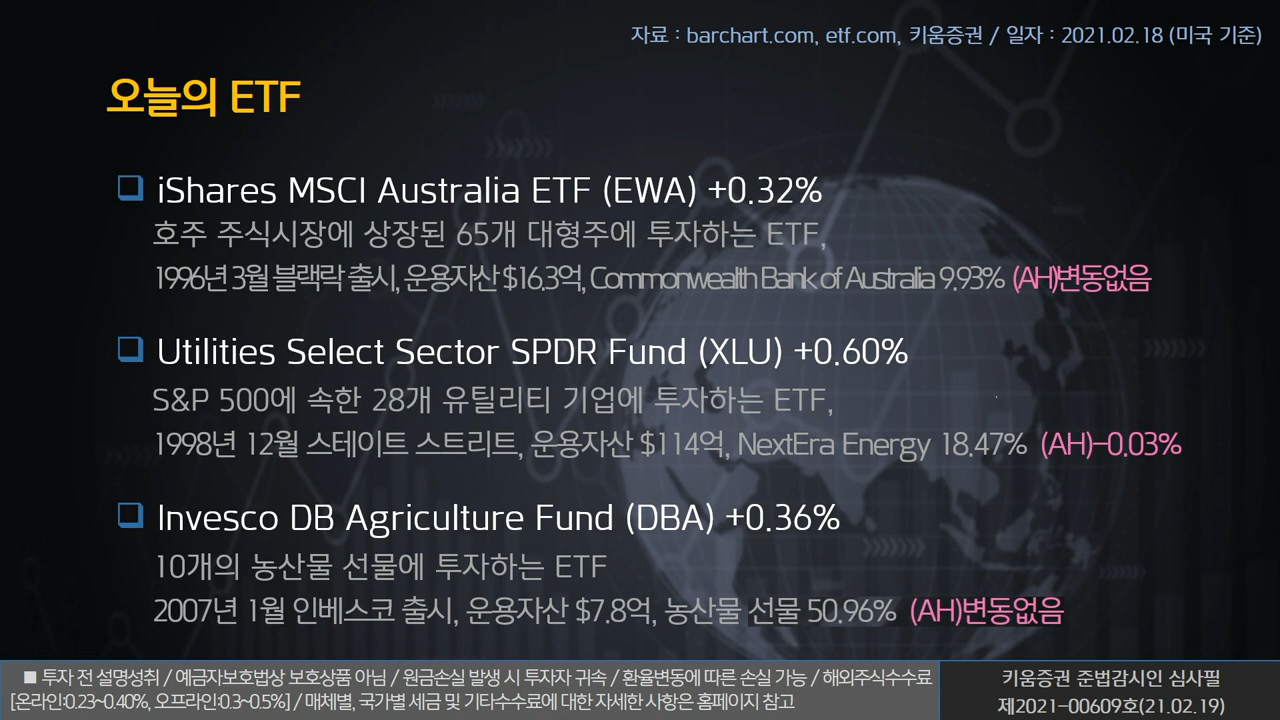 자료 : barchart.com, etf.com, 키움증권 / 일자 : 2021.02.18 (미국 기준)
오늘의 ETF
❑ iShares MSCI Australia ETF (EWA) +0.32%
호주 주식시장에 상장된 65개 대형주에 투자하는 ETF,
1996년 3월 블랙락 출시, 운용자산 $16.3억, Commonwealth Bank of Australia 9.93% (AH)변동없음
❑ Utilities Select Sector SPDR Fund (XLU) +0.60%
S&P 500에 속한 28개 유틸리티 기업에 투자하는 ETF,
1998년 12월 스테이트 스트리트, 운용자산 $114억, NextEra Energy 18.47% (AH)-0.03%
❑ Invesco DB Agriculture Fund (DBA) +0.36%
10개의 농산물 선물에 투자하는 ETF
2007년 1월 인베스코 출시, 운용자산 $7.8억, 농산물 선물 50.96% (AH)변동없음
■ 투자 전 설명성취 / 예금자보호법상 보호상품 아님 / 원금손실 발생 시 투자자 귀속 / 환율변동에 따른 손실 가능 / 해외주식수수료
[온라인:0.23~0.40%, 오프라인:0.3~0.5%] / 매체별, 국가별 세금 및 기타수수료에 대한 자세한 사항은 홈페이지 참고
키움증권 준법감시인 심사필
제2021-00609호(21.02.19)